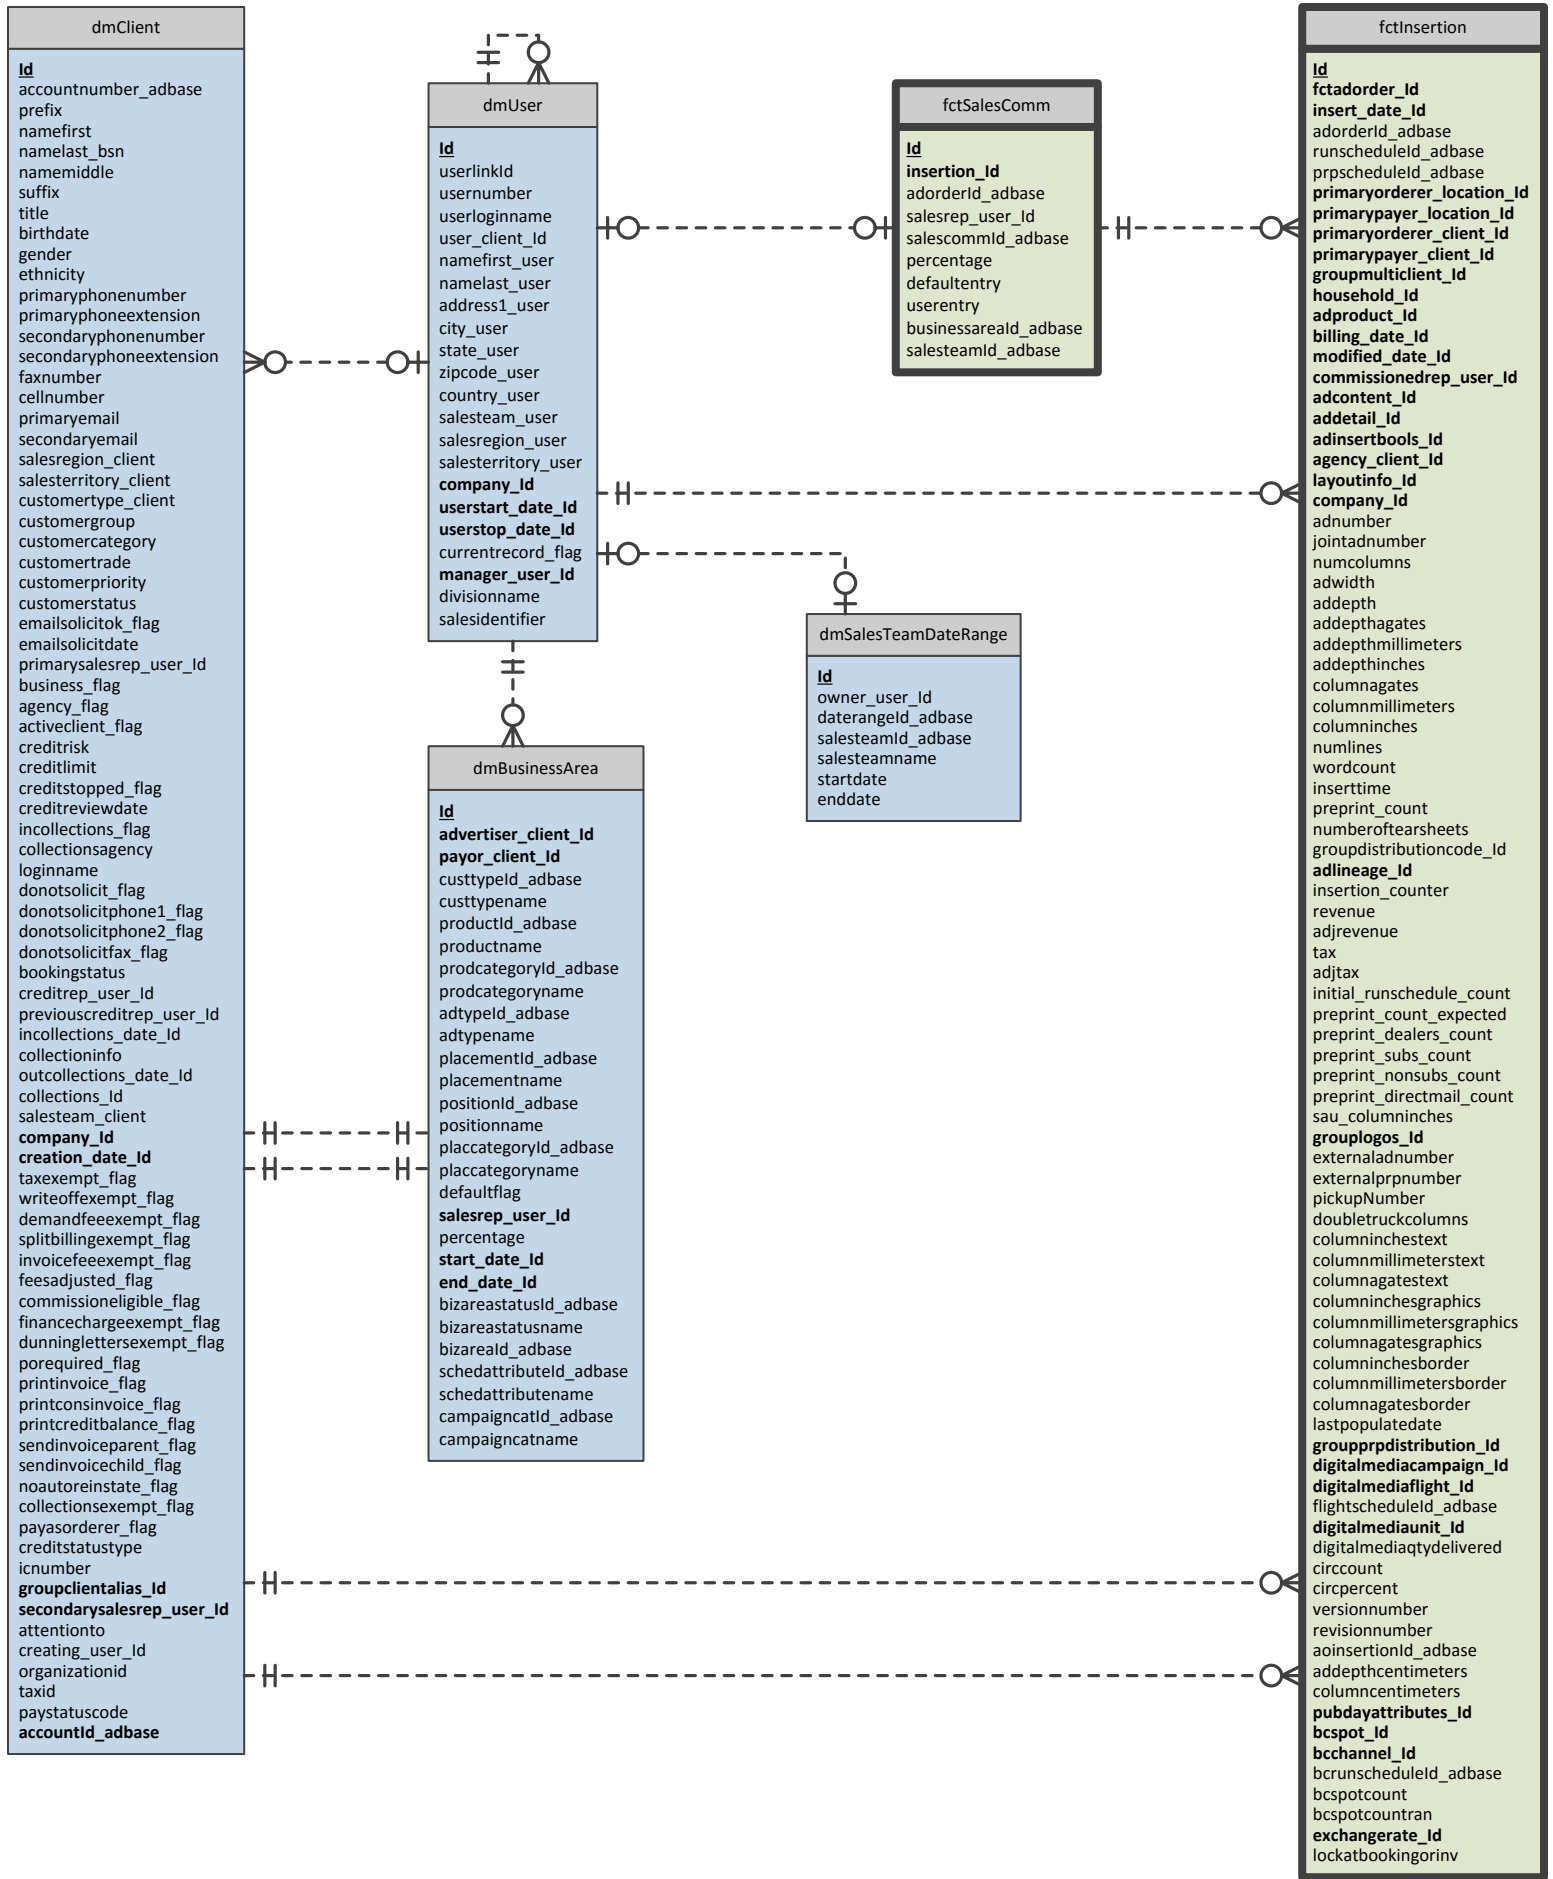 dmClient
Id
accountnumber_adbase
prefix
namefirst
namelast_bsn
namemiddle
suffix
title
birthdate
gender
ethnicity
primaryphonenumber
primaryphoneextension
secondaryphonenumber
secondaryphoneextension
faxnumber
cellnumber
primaryemail
secondaryemail
salesregion_client
salesterritory_client
customertype_client
customergroup
customercategory
customertrade
customerpriority
customerstatus
emailsolicitok_flag
emailsolicitdate
primarysalesrep_user_Id
business_flag
agency_flag
activeclient_flag
creditrisk
creditlimit
creditstopped_flag
creditreviewdate
incollections_flag
collectionsagency
loginname
donotsolicit_flag
donotsolicitphone1_flag
donotsolicitphone2_flag
donotsolicitfax_flag
bookingstatus
creditrep_user_Id
previouscreditrep_user_Id
incollections_date_Id
collectioninfo
outcollections_date_Id
collections_Id
salesteam_client
company_Id
creation_date_Id
taxexempt_flag
writeoffexempt_flag
demandfeeexempt_flag
splitbillingexempt_flag
invoicefeeexempt_flag
feesadjusted_flag
commissioneligible_flag
financechargeexempt_flag
dunninglettersexempt_flag
porequired_flag
printinvoice_flag
printconsinvoice_flag
printcreditbalance_flag
sendinvoiceparent_flag
sendinvoicechild_flag
noautoreinstate_flag
collectionsexempt_flag
payasorderer_flag
creditstatustype
icnumber
groupclientalias_Id
secondarysalesrep_user_Id
attentionto
creating_user_Id
organizationid
taxid
paystatuscode
accountId_adbase
dmUser
Id
userlinkId
usernumber
userloginname
user_client_Id
namefirst_user
namelast_user
address1_user
city_user
state_user
zipcode_user
country_user
salesteam_user
salesregion_user
salesterritory_user
company_Id
userstart_date_Id
userstop_date_Id
currentrecord_flag
manager_user_Id
divisionname
salesidentifier
dmBusinessArea
Id
advertiser_client_Id
payor_client_Id
custtypeId_adbase
custtypename
productId_adbase
productname
prodcategoryId_adbase
prodcategoryname
adtypeId_adbase
adtypename
placementId_adbase
placementname
positionId_adbase
positionname
placcategoryId_adbase
placcategoryname
defaultflag
salesrep_user_Id
percentage
start_date_Id
end_date_Id
bizareastatusId_adbase
bizareastatusname
bizareaId_adbase
schedattributeId_adbase
schedattributename
campaigncatId_adbase
campaigncatname
fctSalesComm
Id
insertion_Id
adorderId_adbase
salesrep_user_Id
salescommId_adbase
percentage
defaultentry
userentry
businessareaId_adbase
salesteamId_adbase
dmSalesTeamDateRange
Id
owner_user_Id
daterangeId_adbase
salesteamId_adbase
salesteamname
startdate
enddate
fctInsertion
Id
fctadorder_Id
insert_date_Id
adorderId_adbase
runscheduleId_adbase
prpscheduleId_adbase
primaryorderer_location_Id
primarypayer_location_Id
primaryorderer_client_Id
primarypayer_client_Id
groupmulticlient_Id
household_Id
adproduct_Id
billing_date_Id
modified_date_Id
commissionedrep_user_Id
adcontent_Id
addetail_Id
adinsertbools_Id
agency_client_Id
layoutinfo_Id
company_Id
adnumber
jointadnumber
numcolumns
adwidth
addepth
addepthagates
addepthmillimeters
addepthinches
columnagates
columnmillimeters
columninches
numlines
wordcount
inserttime
preprint_count
numberoftearsheets
groupdistributioncode_Id
adlineage_Id
insertion_counter
revenue
adjrevenue
tax
adjtax
initial_runschedule_count
preprint_count_expected
preprint_dealers_count
preprint_subs_count
preprint_nonsubs_count
preprint_directmail_count
sau_columninches
grouplogos_Id
externaladnumber
externalprpnumber
pickupNumber
doubletruckcolumns
columninchestext
columnmillimeterstext
columnagatestext
columninchesgraphics
columnmillimetersgraphics
columnagatesgraphics
columninchesborder
columnmillimetersborder
columnagatesborder
lastpopulatedate
groupprpdistribution_Id
digitalmediacampaign_Id
digitalmediaflight_Id
flightscheduleId_adbase
digitalmediaunit_Id
digitalmediaqtydelivered
circcount
circpercent
versionnumber
revisionnumber
aoinsertionId_adbase
addepthcentimeters
columncentimeters
pubdayattributes_Id
bcspot_Id
bcchannel_Id
bcrunscheduleId_adbase
bcspotcount
bcspotcountran
exchangerate_Id
lockatbookingorinv